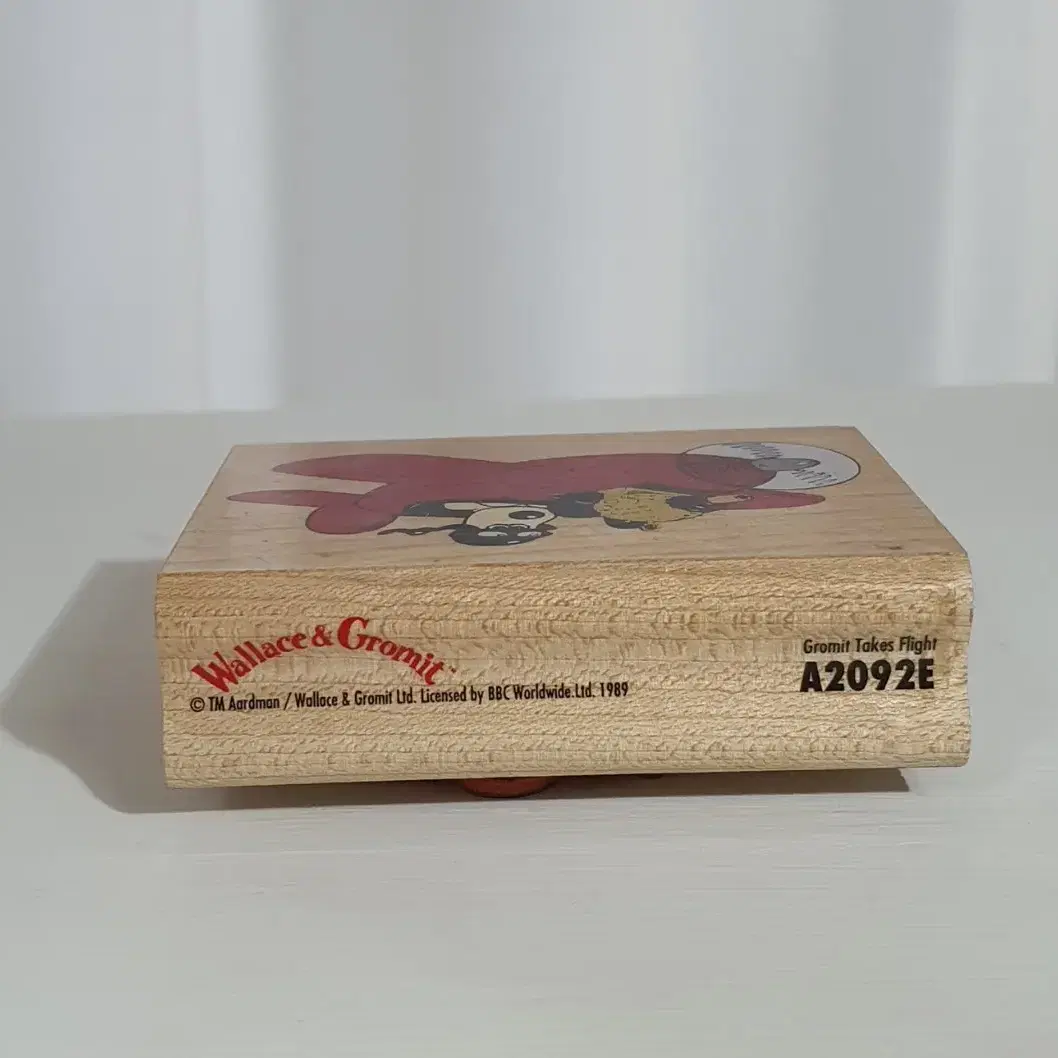 Wallace & Gromit™
© TM Aardman / Wallace & Gromit Ltd. Licensed by BBC Worldwide.Ltd. 1989
Gromit Takes Flight
A2092E